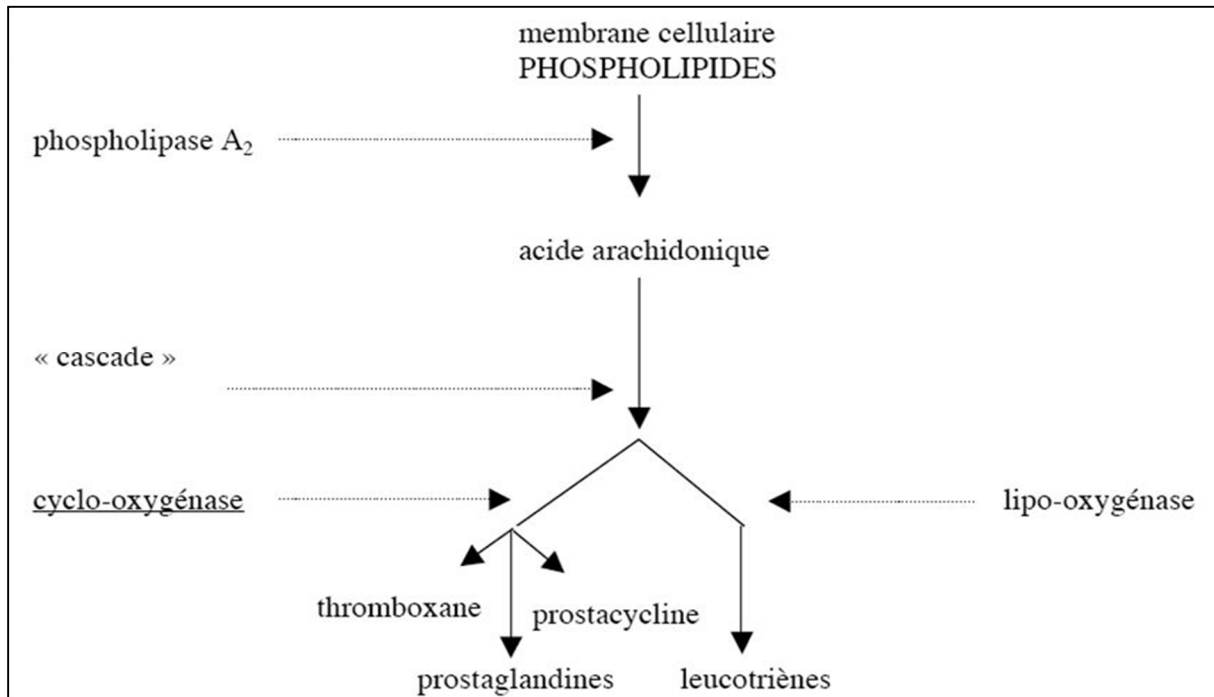 membrane cellulaire
PHOSPHOLIPIDES
phospholipase A₂
acide arachidonique
« cascade »
cyclo-oxygénase
lipo-oxygénase
thromboxane
prostacycline
prostaglandines
leucotriènes